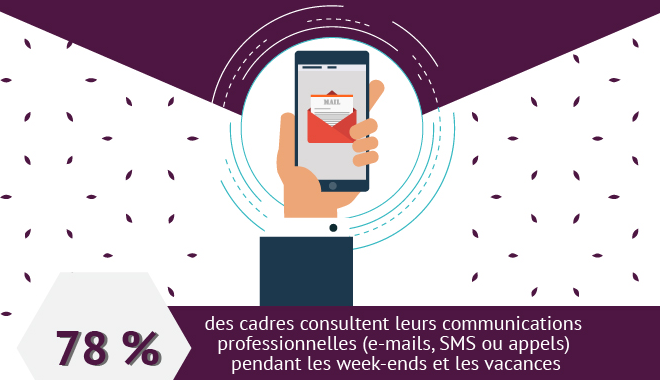 MAIL
78 %
des cadres consultent leurs communications
professionnelles (e-mails, SMS ou appels)
pendant les week-ends et les vacances